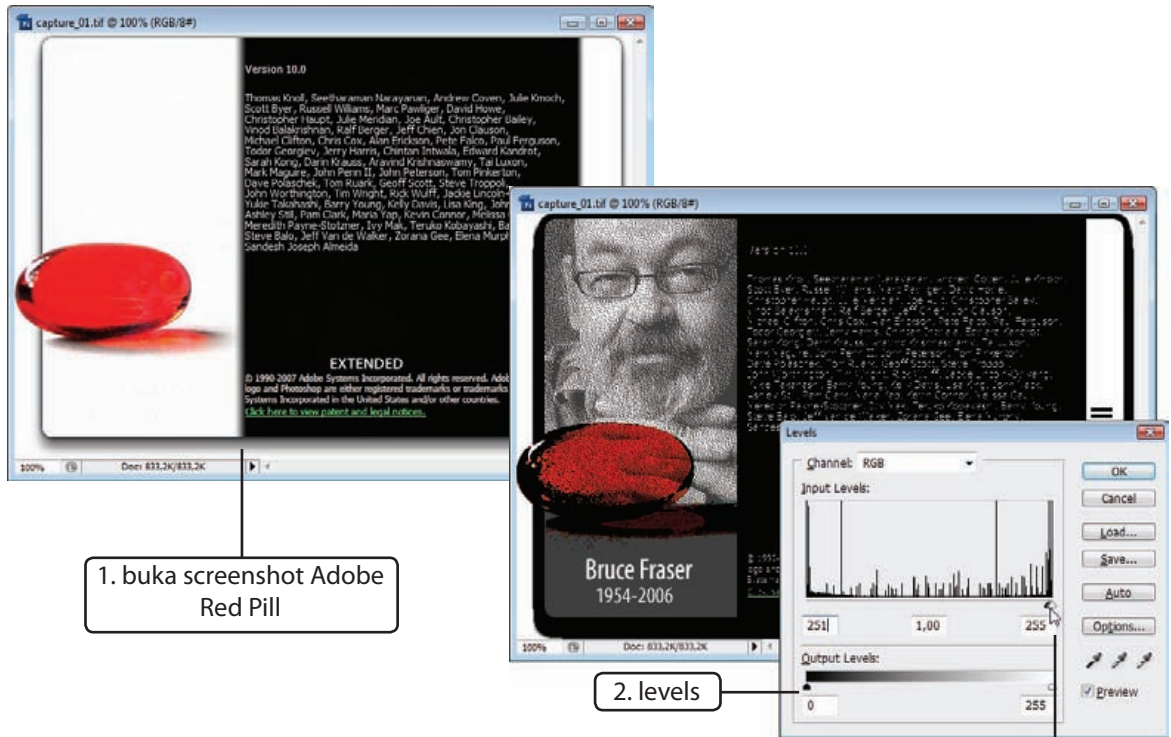 capture_01.tif @ 100% (RGB/8#)
Version 10.0
Thomas Knoll, Seetharaman Narayanan, Andrew Coven, Julie Kmoch,
Scott Byer, Russell Williams, Marc Pawliger, David Howe,
Christopher Haupt, Julie Meridian, Joe Ault, Christopher Bailey,
Vinod Balakrishnan, Ralf Berger, Jeff Chien, Jon Clauson,
Michael Clifton, Chris Cox, Alan Erickson, Pete Falco, Paul Ferguson,
Todor Georgiev, Jerry Harris, Chintan Intwala, Edward Kandrot,
Sarah Kong, Darin Krauss, Aravind Krishnaswamy, Tai Luxon,
Mark Maguire, John Penn II, John Peterson, Tom Pinkerton,
Dave Polaschek, Tom Ruark, Geoff Scott, Steve Troppoli,
John Worthington, Tim Wright, Rick Wulff, Jackie Lincoln-
Yukie Takahashi, Barry Young, Kelly Davis, Lisa King, John
Ashley Still, Pam Clark, Maria Yap, Kevin Connor, Melissa
Meredith Payne-Stotzner, Ivy Mak, Teruko Kobayashi, Ba
Steve Balo, Jeff Van de Walker, Zorana Gee, Elena Murph
Sandesh Joseph Almeida
EXTENDED
© 1990-2007 Adobe Systems Incorporated. All rights reserved. Adob
logo and Photoshop are either registered trademarks or trademarks
Systems Incorporated in the United States and/or other countries.
Click here to view patent and legal notices.
100% Doc: 833,2K/833,2K
1. buka screenshot Adobe
Red Pill
capture_01.tif @ 100% (RGB/8#)
Version 10.0
Bruce Fraser
1954-2006
100% Doc: 833,2K/833,2K
2. levels
Levels
Channel: RGB
Input Levels:
251 1,00 255
Output Levels:
0 255
OK
Cancel
Load...
Save...
Auto
Options...
Preview